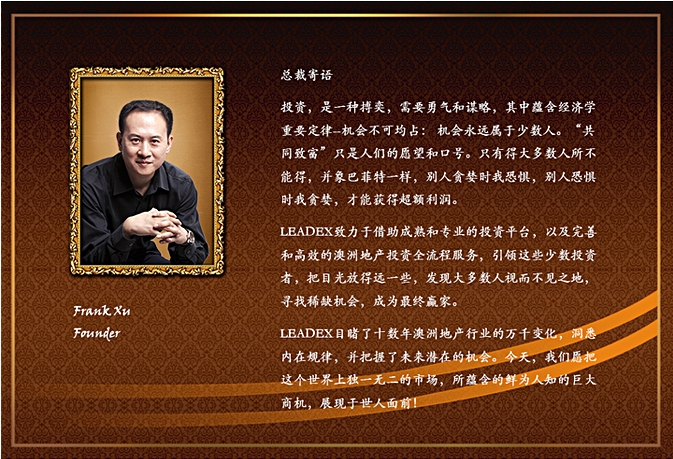 总裁寄语
投资，是一种搏奕，需要勇气和谋略，其中蕴含经济学
重要定律--机会不可均占： 机会永远属于少数人。“共
同致富”只是人们的愿望和口号。只有得大多数人所不
能得，并象巴菲特一样，别人贪婪时我恐惧，别人恐惧
时我贪婪，才能获得超额利润。
LEADEX致力于借助成熟和专业的投资平台，以及完善
和高效的澳洲地产投资全流程服务，引领这些少数投资
者，把目光放得远一些，发现大多数人视而不见之地，
寻找稀缺机会，成为最终赢家。
LEADEX目睹了十数年澳洲地产行业的万千变化，洞悉
内在规律，并把握了未来潜在的机会。今天，我们愿把
这个世界上独一无二的市场，所蕴含的鲜为人知的巨大
商机，展现于世人面前！
Frank Xu
Founder